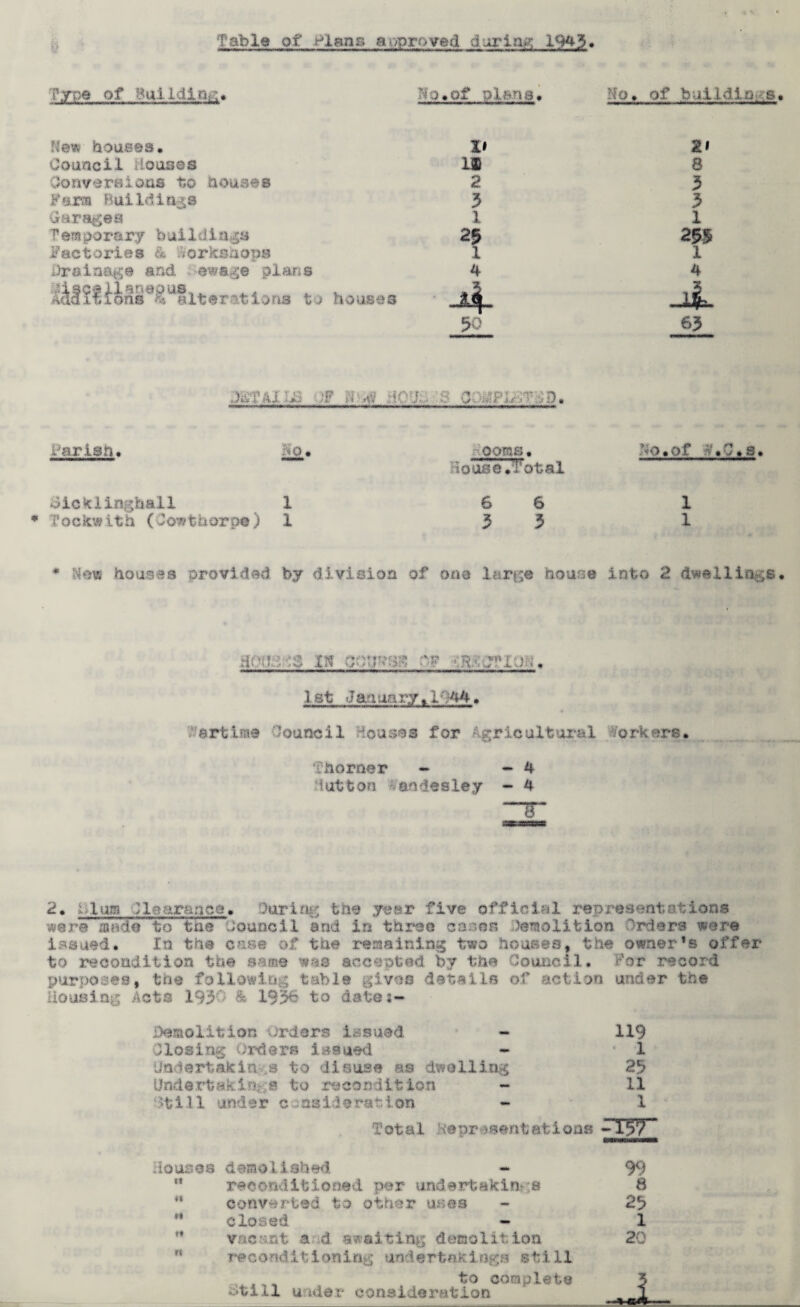 Table of Plans approved during 1943.
Type of Building. No.of plans. No. of buildings.
New houses. 1 2
Council Houses 1 8
Conversions to houses 2 3
Farm Buildings 3 3
Garages 1 1
Temporary buildings 25
Factories & Workshops 1 1
Drainage and Sewage plans 4 4
Miscellaneous 3 3
Additions & alterations to houses
50 63
DETAILS OF NEW HOUSES COMPLETED.
Parish. No. Rooms. No.of W.C.s.
House.Total
Sicklinghall 1 6 6 1
* Tockwith (Cowthorpe) 1 3 3 1
* New houses provided by division of one large house into 2 dwellings.
HOUSES IN COURSE OF ERECTION.
1st January,1944.
Wartime Council Houses for Agricultural Workers.
Thorner - - 4
Hutton Wandesley - 4
8
2. Slum Clearance. During the year five official representations
were made to the Council and in three cases Demolition Orders were
issued. In the case of the remaining two houses, the owner's offer
to recondition the same was accepted by the Council. For record
purposes, the following table gives details of action under the
Housing Acts 1930 & 1936 to date:-
Demolition Orders issued - 119
Closing Orders issued - 1
Undertakings to disuse as dwelling 25
Undertakings to recondition - 11
Still under consideration - 1
Total Representations -157
Houses demolished - 99
" reconditioned per undertakings 8
" converted to other uses - 25
" closed - 1
" vacant and awaiting demolition 20
" reconditioning undertakings still
to complete 3
Still under consideration 1